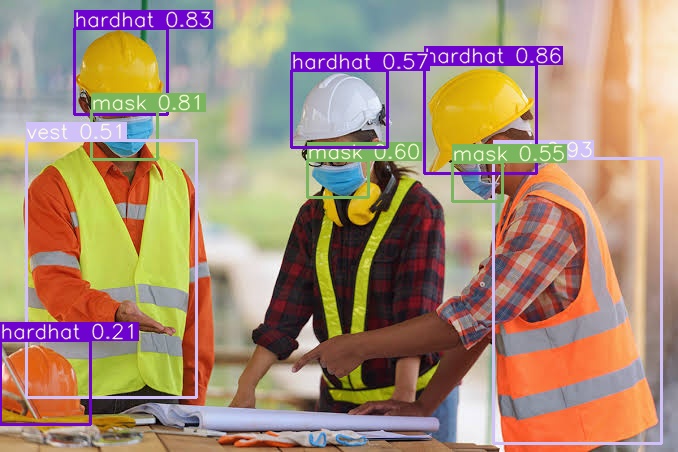 hardhat 0.83
hardhat 0.57
hardhat 0.86
mask 0.81
vest 0.51
mask 0.60
mask 0.55
93
hardhat 0.21